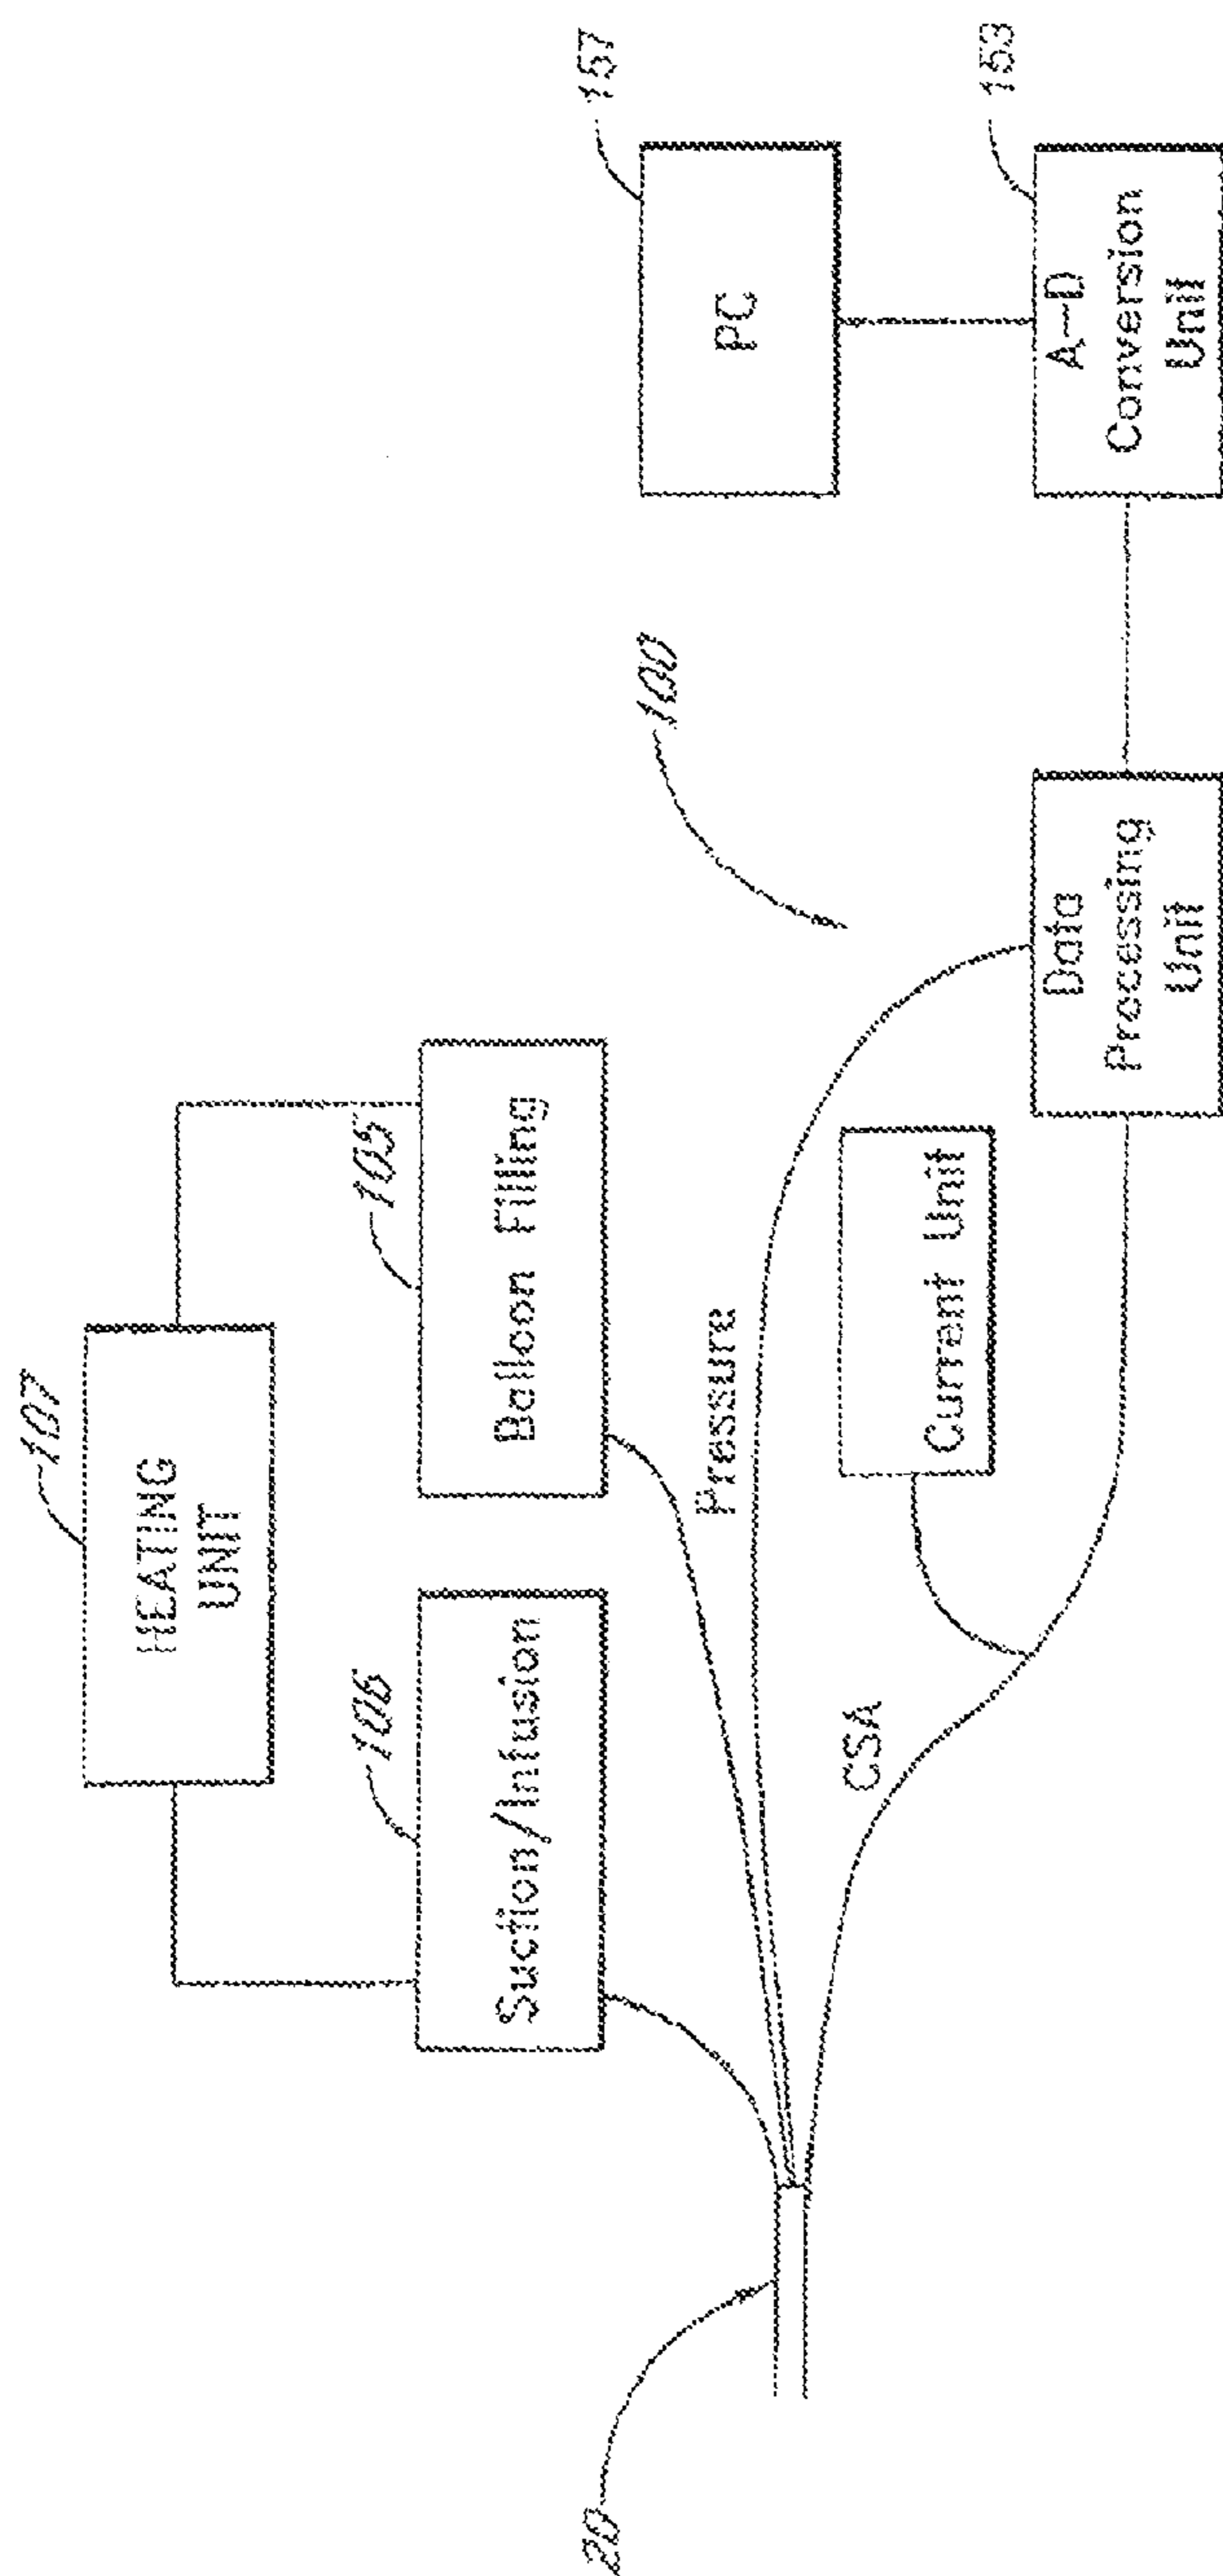 107
HEATING
UNIT
106
Suction/Infusion
105
Balloon Filling
20
Pressure
CSA
Current Unit
100
Data
Processing
Unit
157
PC
153
A-D
Conversion
Unit